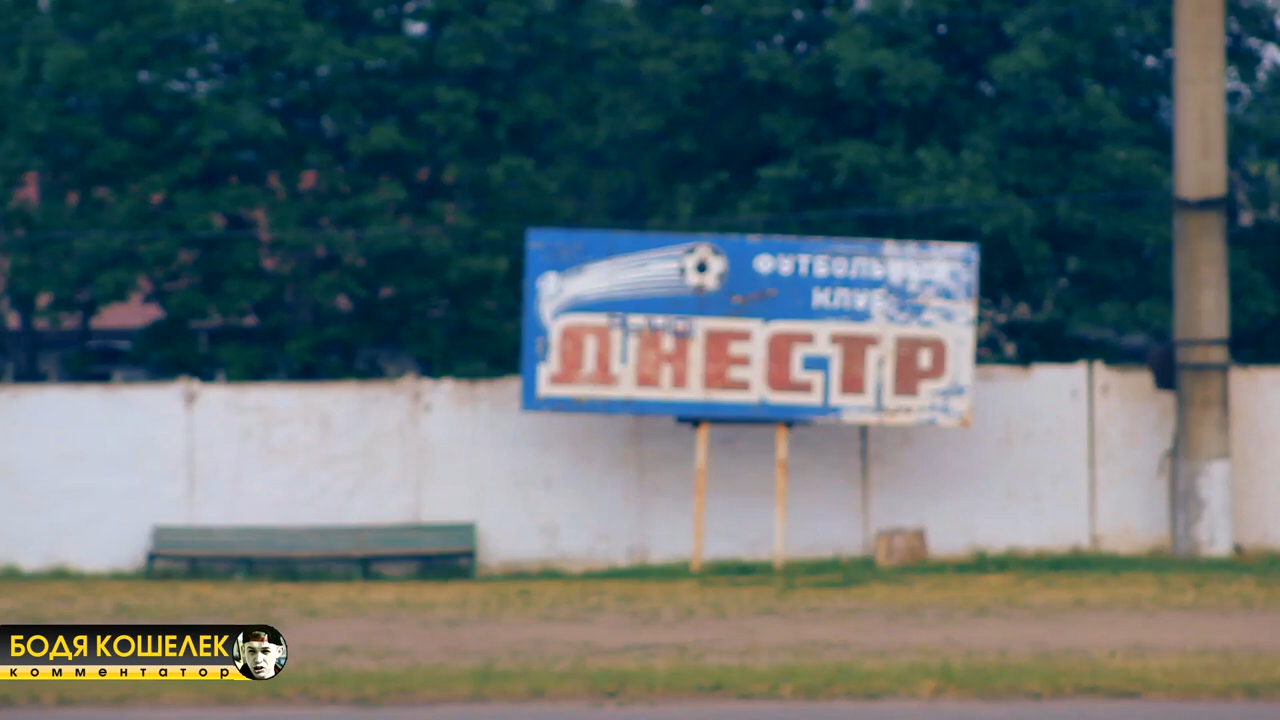 ФУТБОЛЬНЫЙ
КЛУБ
ДНЕСТР
БОДЯ КОШЕЛЕК
комментатор